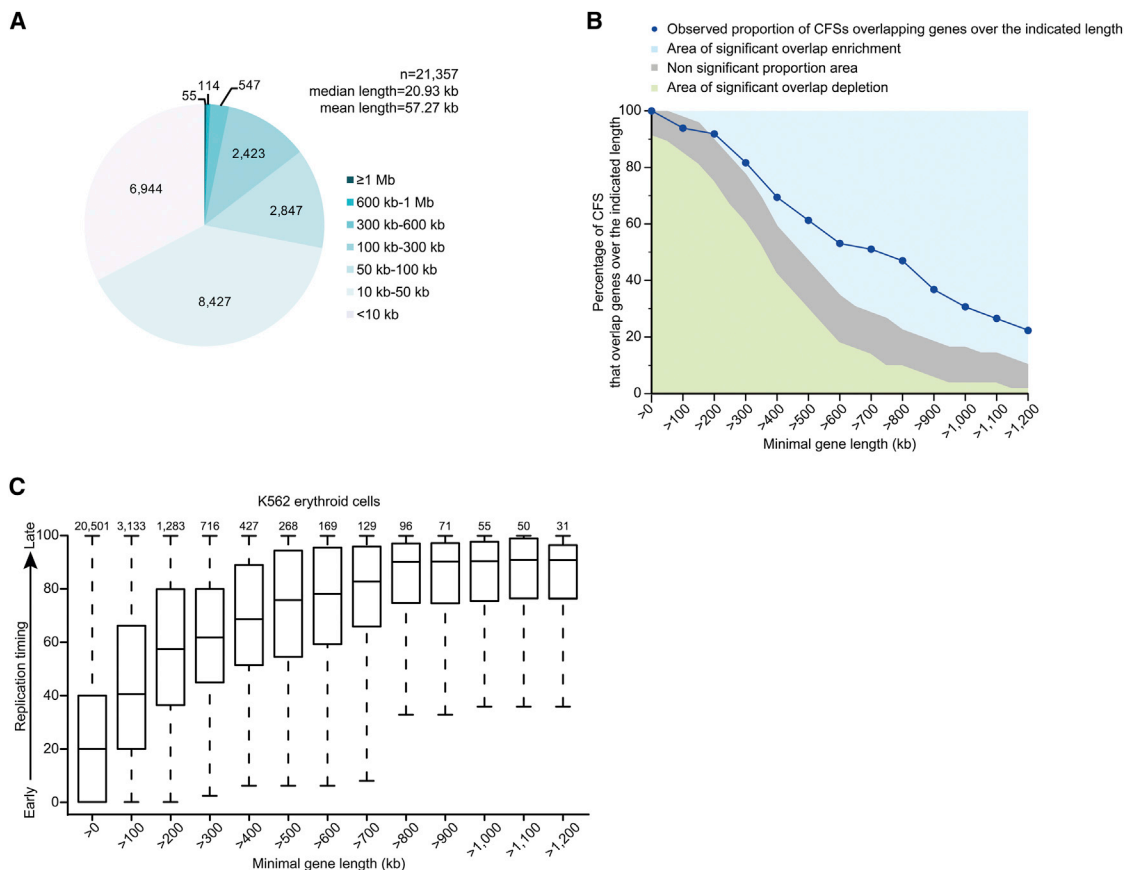 A
n=21,357
median length=20.93 kb
mean length=57.27 kb
55
114
547
2,423
2,847
8,427
6,944
≥1 Mb
600 kb-1 Mb
300 kb-600 kb
100 kb-300 kb
50 kb-100 kb
10 kb-50 kb
<10 kb
B
Observed proportion of CFSs overlapping genes over the indicated length
Area of significant overlap enrichment
Non significant proportion area
Area of significant overlap depletion
Percentage of CFS
that overlap genes over the indicated length
100
80
60
40
20
0
>0
>100
>200
>300
>400
>500
>600
>700
>800
>900
>1,000
>1,100
>1,200
Minimal gene length (kb)
C
K562 erythroid cells
20,501
3,133
1,283
716
427
268
169
129
96
71
55
50
31
Late
Replication timing
Early
100
80
60
40
20
0
>0
>100
>200
>300
>400
>500
>600
>700
>800
>900
>1,000
>1,100
>1,200
Minimal gene length (kb)